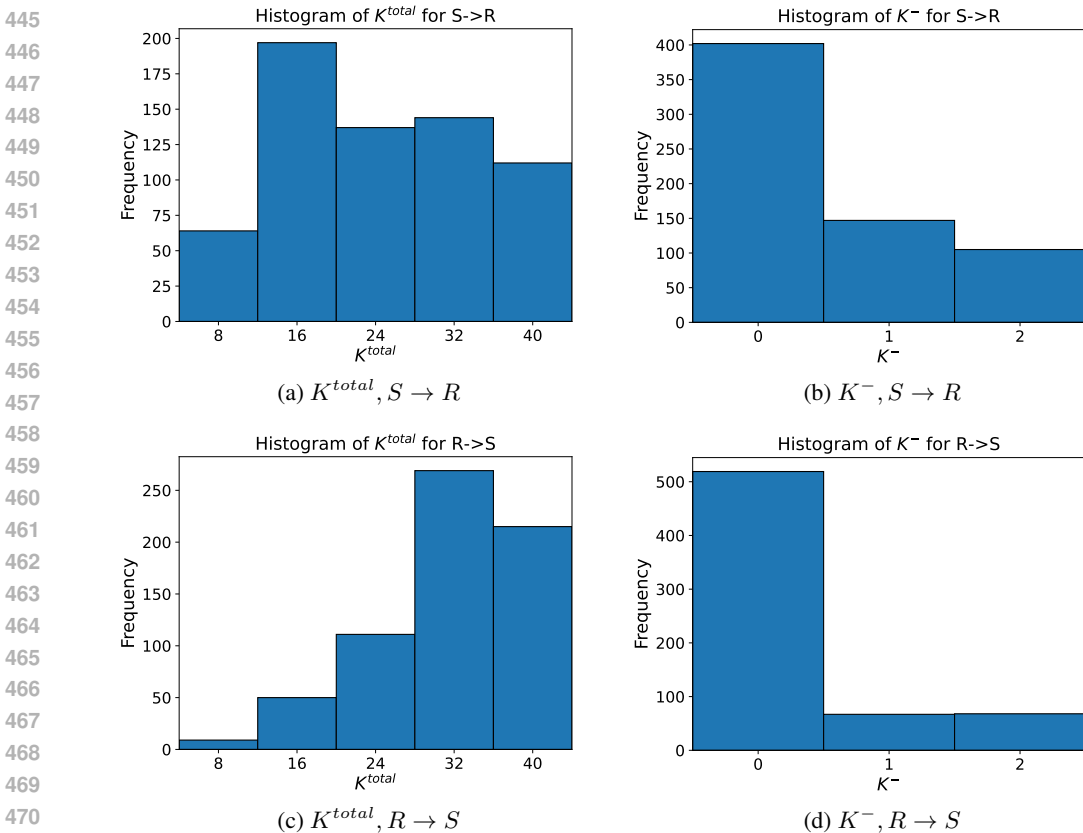 445
446
447
448
449
450
451
452
453
454
455
456
457
458
459
460
461
462
463
464
465
466
467
468
469
470
Histogram of K^total for S->R
Frequency
200
175
150
125
100
75
50
25
0
8 16 24 32 40
K^total
(a) K^total, S → R
Histogram of K^− for S->R
Frequency
400
350
300
250
200
150
100
50
0
0 1 2
K^−
(b) K^−, S → R
Histogram of K^total for R->S
Frequency
250
200
150
100
50
0
8 16 24 32 40
K^total
(c) K^total, R → S
Histogram of K^− for R->S
Frequency
500
400
300
200
100
0
0 1 2
K^−
(d) K^−, R → S